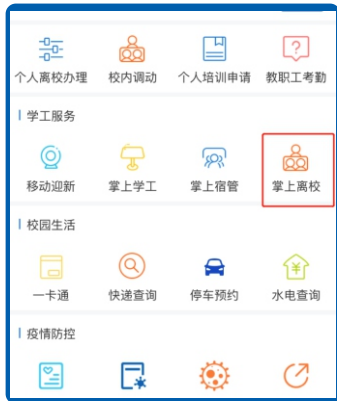 个人离校办理 校内调动 个人培训申请 教职工考勤
学工服务
移动迎新 掌上学工 掌上宿管 掌上离校
校园生活
一卡通 快递查询 停车预约 水电查询
疫情防控